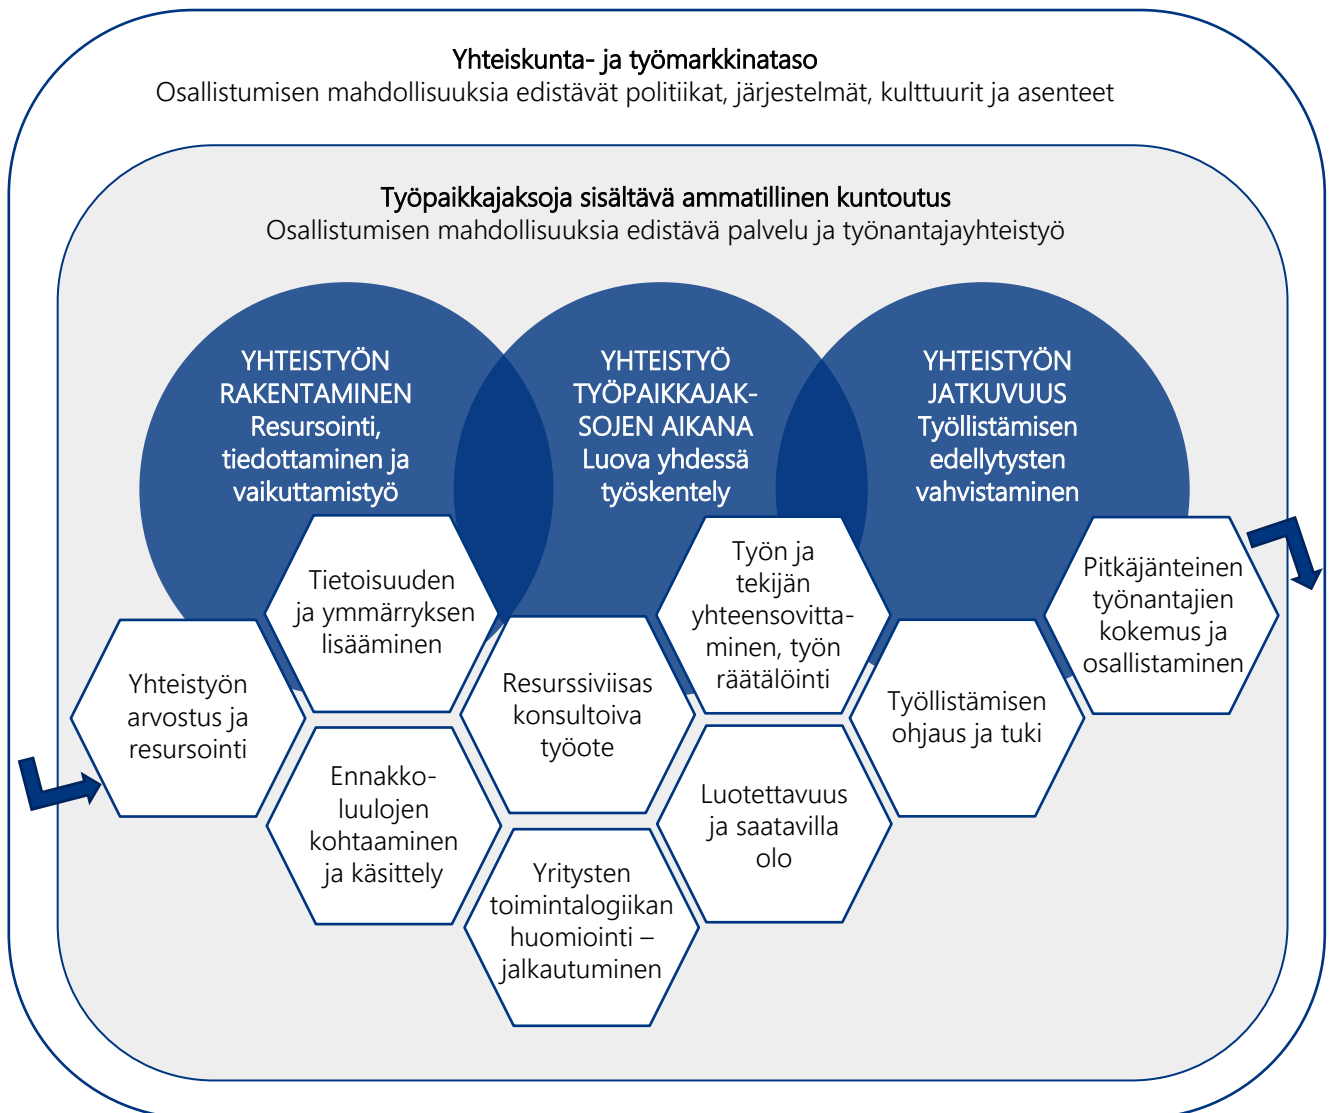 Yhteiskunta- ja työmarkkinataso
Osallistumisen mahdollisuuksia edistävät politiikat, järjestelmät, kulttuurit ja asenteet
Työpaikkajaksoja sisältävä ammatillinen kuntoutus
Osallistumisen mahdollisuuksia edistävä palvelu ja työnantajayhteistyö
YHTEISTYÖN
RAKENTAMINEN
Resursointi,
tiedottaminen ja
vaikuttamistyö
YHTEISTYÖ
TYÖPAIKKAJAK-
SOJEN AIKANA
Luova yhdessä
työskentely
YHTEISTYÖN
JATKUVUUS
Työllistämisen
edellytysten
vahvistaminen
Yhteistyön
arvostus ja
resursointi
Tietoisuuden
ja ymmärryksen
lisääminen
Ennakko-
luulojen
kohtaaminen
ja käsittely
Resurssiviisas
konsultoiva
työote
Yritysten
toimintalogiikan
huomiointi –
jalkautuminen
Työn ja
tekijän
yhteensovitta-
minen, työn
räätälöinti
Luotettavuus
ja saatavilla
olo
Työllistämisen
ohjaus ja tuki
Pitkäjänteinen
työnantajien
kokemus ja
osallistaminen